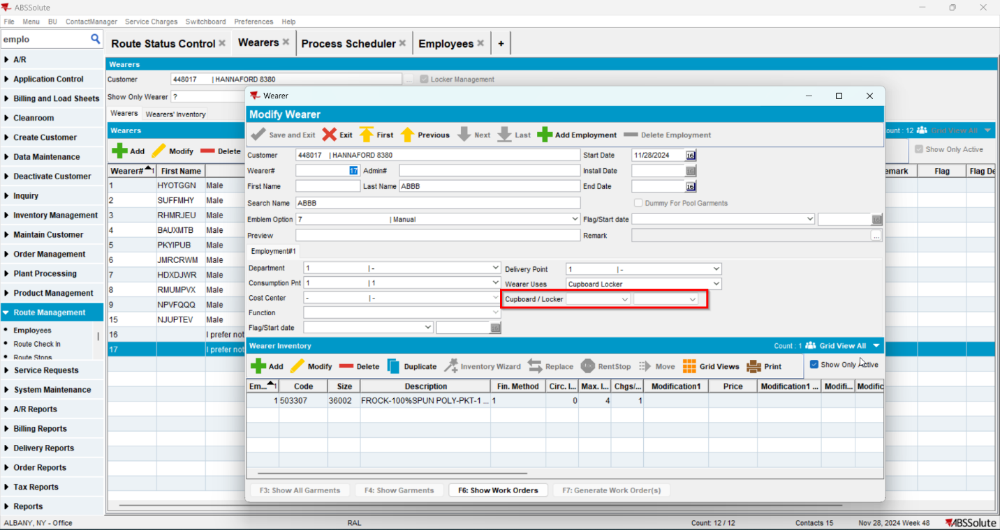 ABSSolute
File Menu BU ContactManager Service Charges Switchboard Preferences Help
emplo
Route Status Control × Wearers × Process Scheduler × Employees × +
A/R
Application Control
Billing and Load Sheets
Cleanroom
Create Customer
Data Maintenance
Deactivate Customer
Inquiry
Inventory Management
Maintain Customer
Order Management
Plant Processing
Product Management
Route Management
Employees
Route Check In
Route Stops
Service Requests
System Maintenance
A/R Reports
Billing Reports
Delivery Reports
Order Reports
Tax Reports
Reports
Wearers
Customer 448017 | HANNAFORD 8380 ... Locker Management
Show Only Wearer ?
Wearers Wearers' Inventory
Wearers
ount : 12 Grid View All
Add Modify Delete
Show Only Active
Wearer# 1 First Name
emark Flag Flag De
1 HYOTGGN Male
2 SUFFMHY Male
3 RHMRJEU Male
4 BAUXMTB Male
5 PKYIPUB Male
6 JMRCRWM Male
7 HDXDJWR Male
8 RMUMPVX Male
9 NPVFQQQ Male
15 NJUPTEV Male
16 I prefer not
17 I prefer not
Wearer
Modify Wearer
Save and Exit Exit First Previous Next Last Add Employment Delete Employment
Customer 448017 | HANNAFORD 8380 Start Date 11/28/2024 16
Wearer# 17 Admin# Install Date 16
First Name Last Name ABBB End Date 16
Search Name ABBB Dummy For Pool Garments
Emblem Option 7 | Manual Flag/Start date 16
Preview Remark ...
Employment#1
Department 1 | - Delivery Point 1 | -
Consumption Pnt 1 | 1 Wearer Uses Cupboard Locker
Cost Center - | - Cupboard / Locker
Function
Flag/Start date 16
Wearer Inventory Count : 1 Grid View All
Add Modify Delete Duplicate Inventory Wizard Replace RentStop Move Grid Views Print Show Only Active
Em... 1 Code Size Description Fin. Method Circ. I... Max. I... Chgs/... Modification1 Price Modification1 ... Modifi... Modific
1 503307 36002 FROCK-100%SPUN POLY-PKT-1 ... 1 0 4 1
F3: Show All Garments F4: Show Garments F6: Show Work Orders F7: Generate Work Order(s)
ALBANY, NY - Office RAL Count: 12 / 12 Contacts 15 Nov 28, 2024 Week 48 ABSSolute